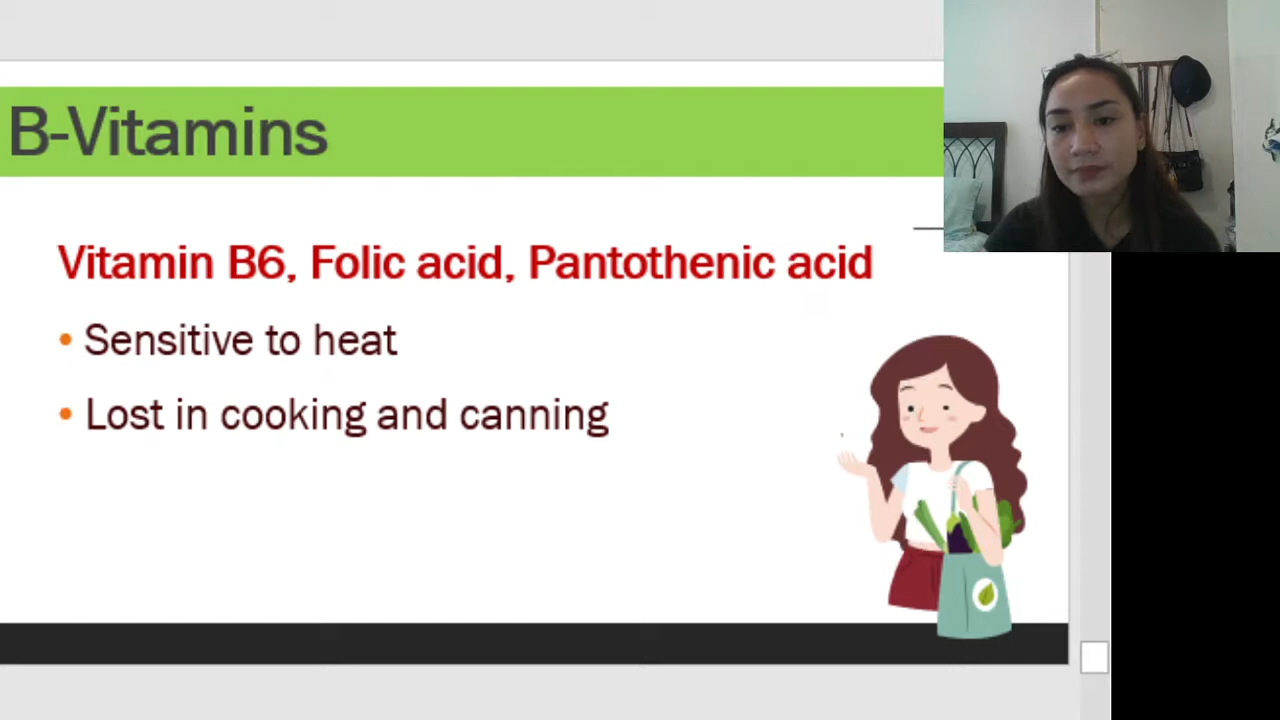 B-Vitamins
Vitamin B6, Folic acid, Pantothenic acid
• Sensitive to heat
• Lost in cooking and canning